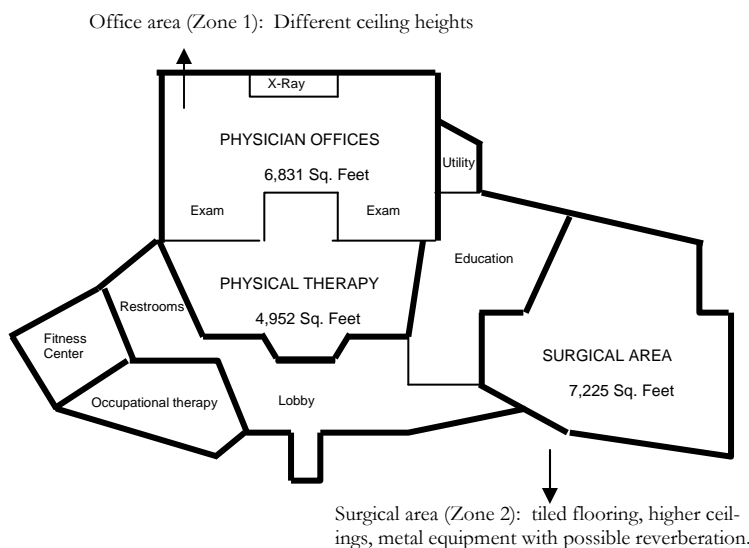 Office area (Zone 1): Different ceiling heights
X-Ray
PHYSICIAN OFFICES
6,831 Sq. Feet
Utility
Exam
Exam
Education
PHYSICAL THERAPY
4,952 Sq. Feet
Restrooms
Fitness
Center
SURGICAL AREA
7,225 Sq. Feet
Occupational therapy
Lobby
Surgical area (Zone 2): tiled flooring, higher ceil-
ings, metal equipment with possible reverberation.